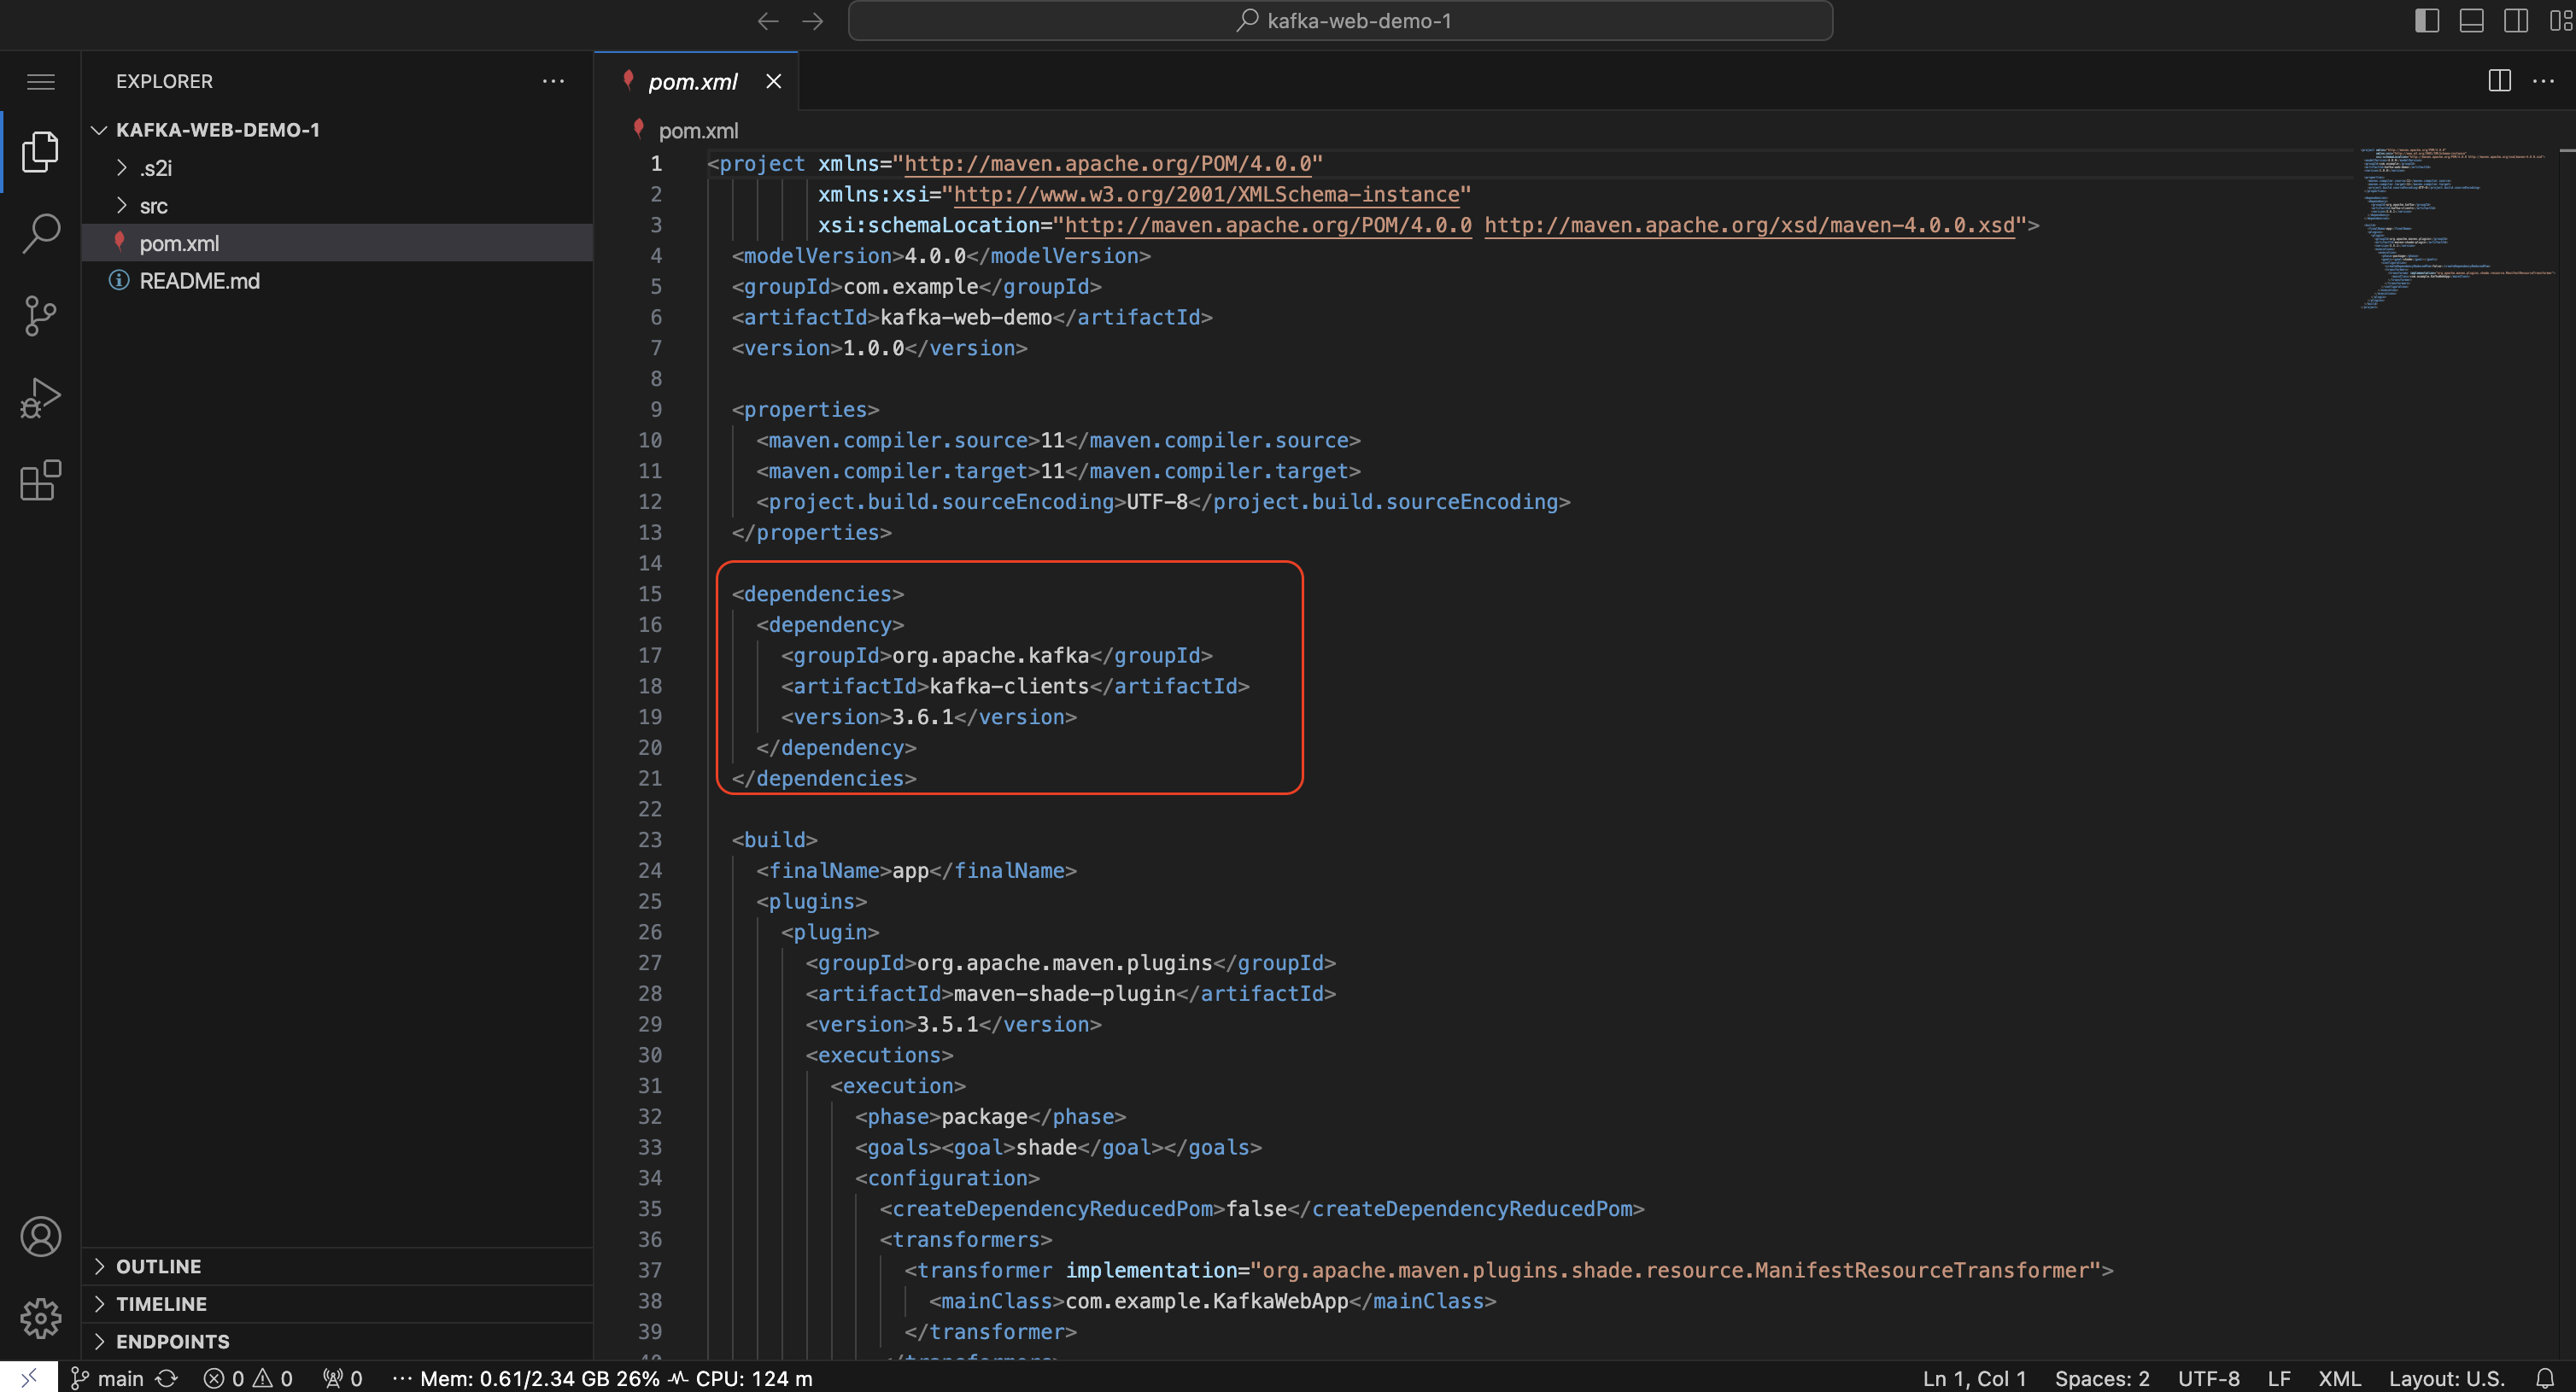 kafka-web-demo-1
EXPLORER
KAFKA-WEB-DEMO-1
.s2i
src
pom.xml
README.md
OUTLINE
TIMELINE
ENDPOINTS
pom.xml
pom.xml
1 <project xmlns="http://maven.apache.org/POM/4.0.0"
2 xmlns:xsi="http://www.w3.org/2001/XMLSchema-instance"
3 xsi:schemaLocation="http://maven.apache.org/POM/4.0.0 http://maven.apache.org/xsd/maven-4.0.0.xsd">
4 <modelVersion>4.0.0</modelVersion>
5 <groupId>com.example</groupId>
6 <artifactId>kafka-web-demo</artifactId>
7 <version>1.0.0</version>
8
9 <properties>
10 <maven.compiler.source>11</maven.compiler.source>
11 <maven.compiler.target>11</maven.compiler.target>
12 <project.build.sourceEncoding>UTF-8</project.build.sourceEncoding>
13 </properties>
14
15 <dependencies>
16 <dependency>
17 <groupId>org.apache.kafka</groupId>
18 <artifactId>kafka-clients</artifactId>
19 <version>3.6.1</version>
20 </dependency>
21 </dependencies>
22
23 <build>
24 <finalName>app</finalName>
25 <plugins>
26 <plugin>
27 <groupId>org.apache.maven.plugins</groupId>
28 <artifactId>maven-shade-plugin</artifactId>
29 <version>3.5.1</version>
30 <executions>
31 <execution>
32 <phase>package</phase>
33 <goals><goal>shade</goal></goals>
34 <configuration>
35 <createDependencyReducedPom>false</createDependencyReducedPom>
36 <transformers>
37 <transformer implementation="org.apache.maven.plugins.shade.resource.ManifestResourceTransformer">
38 <mainClass>com.example.KafkaWebApp</mainClass>
39 </transformer>
main 0 0 0 ··· Mem: 0.61/2.34 GB 26% CPU: 124 m Ln 1, Col 1 Spaces: 2 UTF-8 LF XML Layout: U.S.